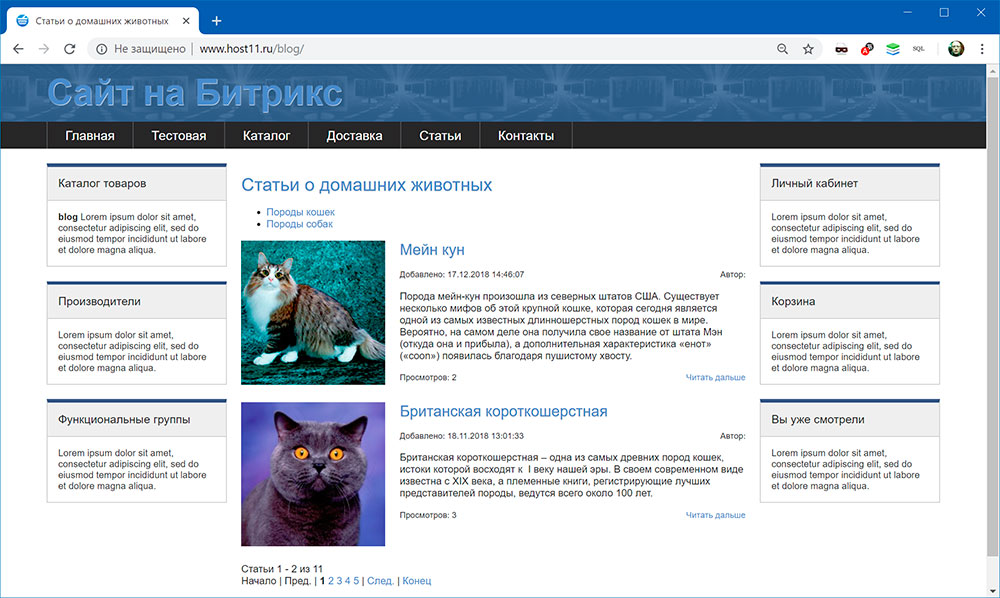 Статьи о домашних животных
Не защищено
www.host11.ru/blog/
SQL
Сайт на Битрикс
Главная
Тестовая
Каталог
Доставка
Статьи
Контакты
Каталог товаров
blog Lorem ipsum dolor sit amet,
consectetur adipiscing elit, sed do
eiusmod tempor incididunt ut labore
et dolore magna aliqua.
Производители
Lorem ipsum dolor sit amet,
consectetur adipiscing elit, sed do
eiusmod tempor incididunt ut labore
et dolore magna aliqua.
Функциональные группы
Lorem ipsum dolor sit amet,
consectetur adipiscing elit, sed do
eiusmod tempor incididunt ut labore
et dolore magna aliqua.
Статьи о домашних животных
Породы кошек
Породы собак
Мейн кун
Добавлено: 17.12.2018 14:46:07
Автор:
Порода мейн-кун произошла из северных штатов США. Существует
несколько мифов об этой крупной кошке, которая сегодня является
одной из самых известных длинношерстных пород кошек в мире.
Вероятно, на самом деле она получила свое название от штата Мэн
(откуда она и прибыла), а дополнительная характеристика «енот»
(«coon») появилась благодаря пушистому хвосту.
Просмотров: 2
Читать дальше
Британская короткошерстная
Добавлено: 18.11.2018 13:01:33
Автор:
Британская короткошерстная – одна из самых древних пород кошек,
истоки которой восходят к I веку нашей эры. В своем современном виде
известна с XIX века, а племенные книги, регистрирующие лучших
представителей породы, ведутся всего около 100 лет.
Просмотров: 3
Читать дальше
Статьи 1 - 2 из 11
Начало | Пред. | 1 2 3 4 5 | След. | Конец
Личный кабинет
Lorem ipsum dolor sit amet,
consectetur adipiscing elit, sed do
eiusmod tempor incididunt ut labore
et dolore magna aliqua.
Корзина
Lorem ipsum dolor sit amet,
consectetur adipiscing elit, sed do
eiusmod tempor incididunt ut labore
et dolore magna aliqua.
Вы уже смотрели
Lorem ipsum dolor sit amet,
consectetur adipiscing elit, sed do
eiusmod tempor incididunt ut labore
et dolore magna aliqua.